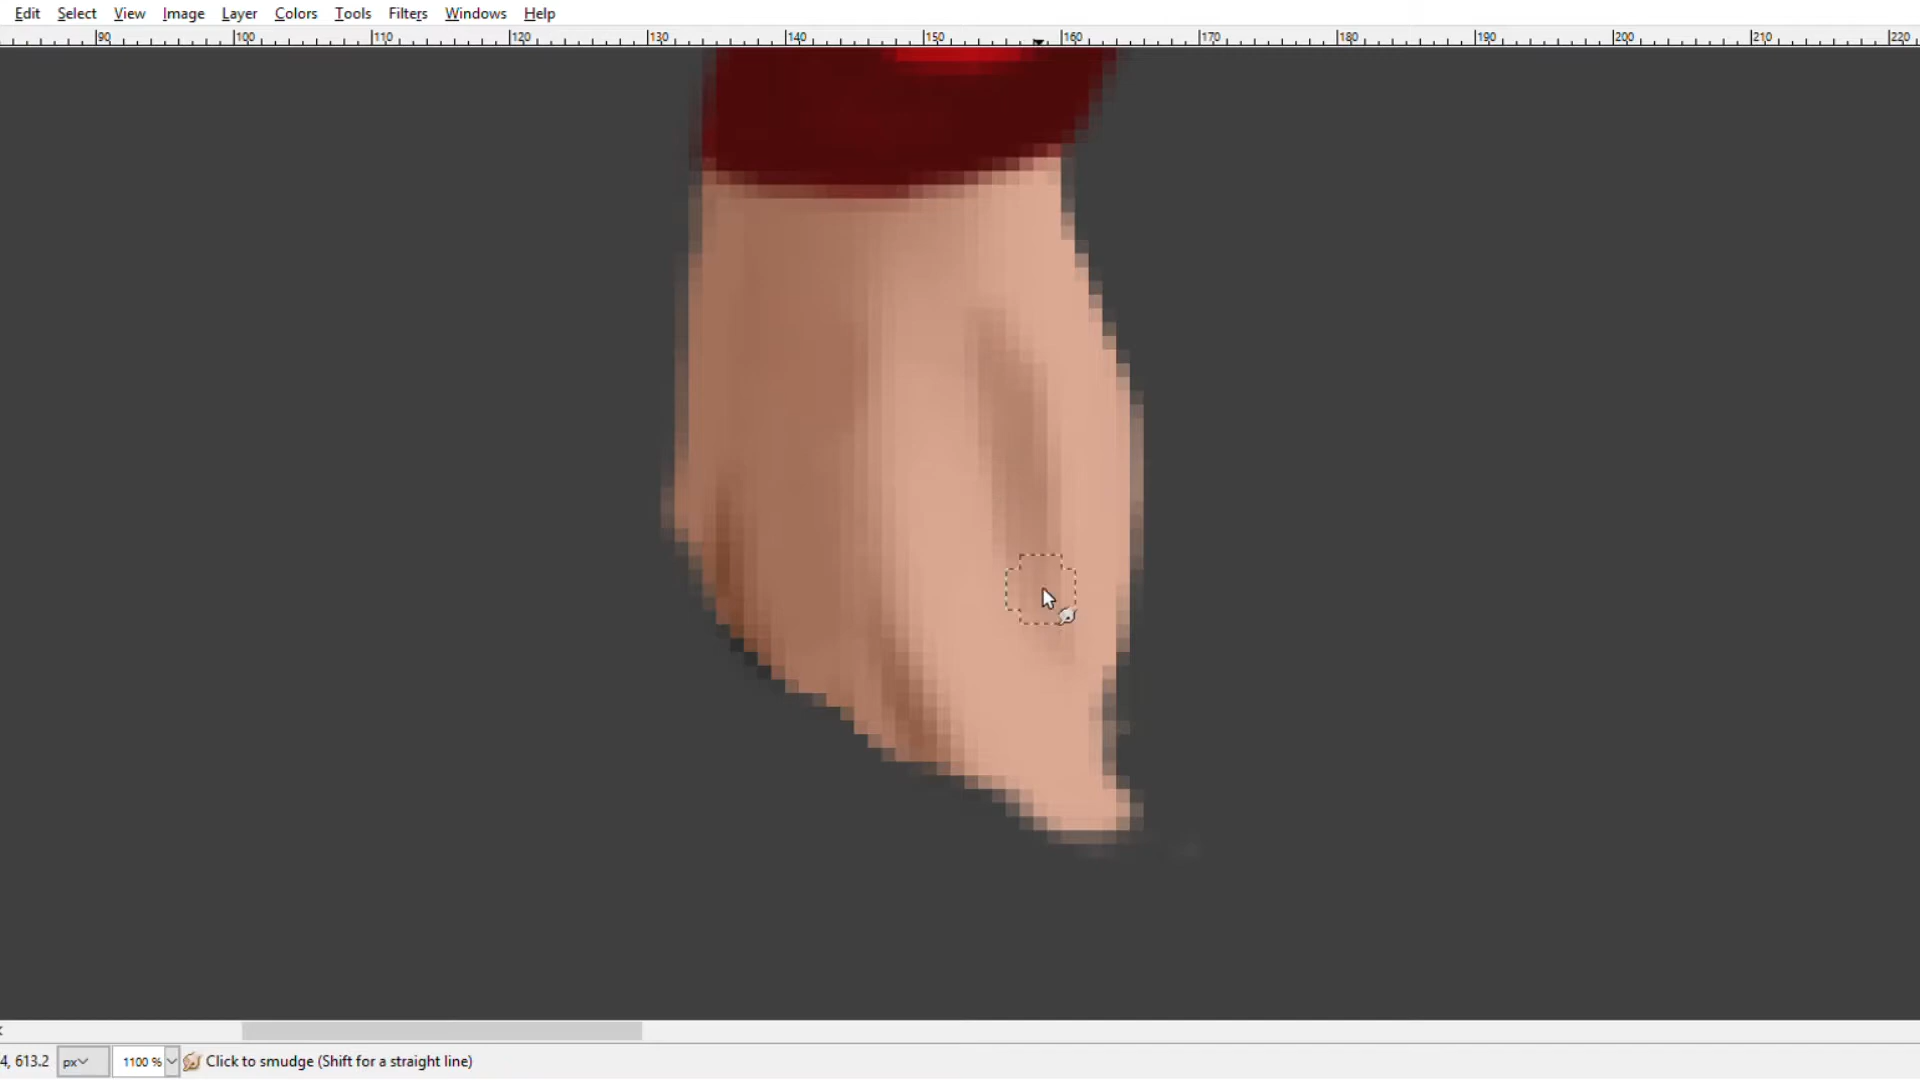 Edit Select View Image Layer Colors Tools Filters Windows Help
90 100 110 120 130 140 150 160 170 180 190 200 210 220
4, 613.2 px 1100 % Click to smudge (Shift for a straight line)